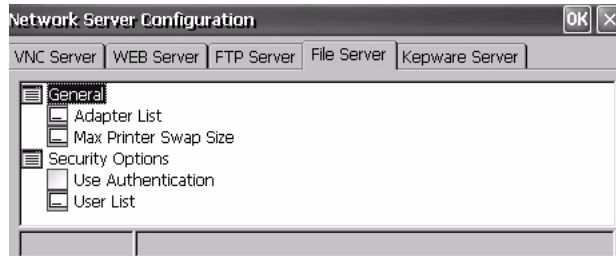 Network Server Configuration OK ×
VNC Server WEB Server FTP Server File Server Kepware Server
General
Adapter List
Max Printer Swap Size
Security Options
Use Authentication
User List